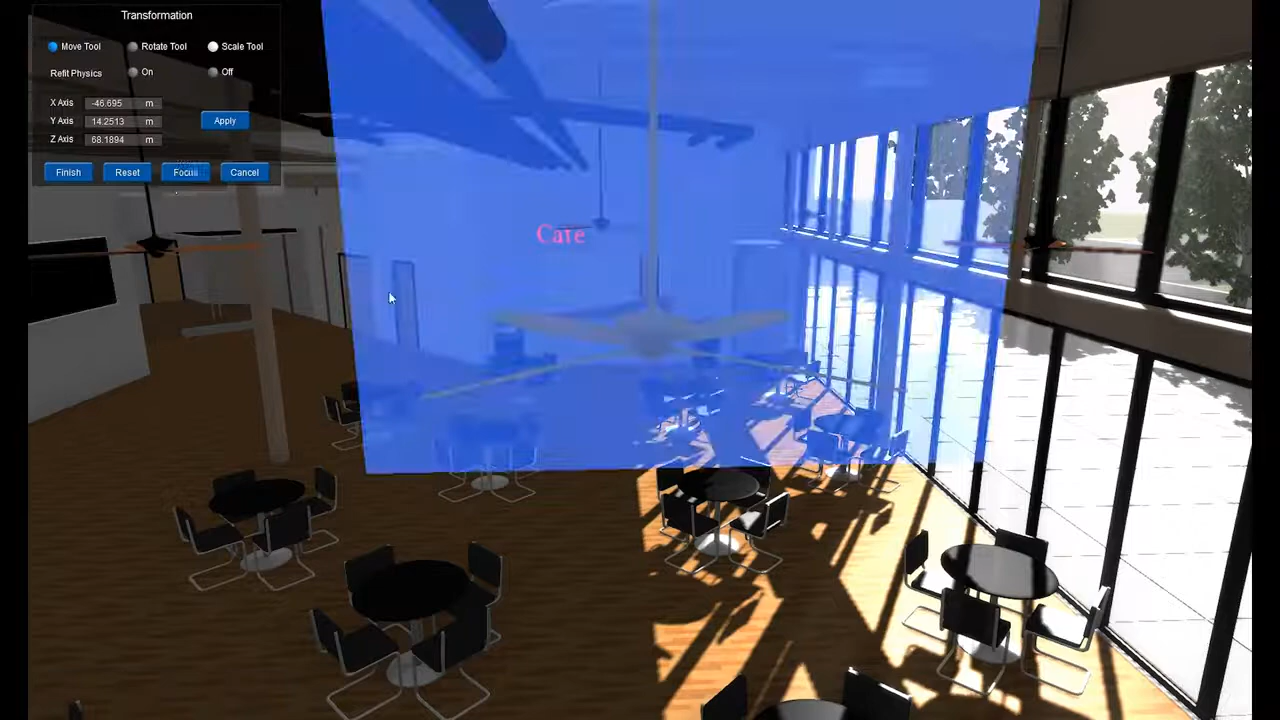 Transformation
Move Tool Rotate Tool Scale Tool
Refit Physics On Off
X Axis -46.695 m
Y Axis 14.2513 m Apply
Z Axis 68.1894 m
Finish Reset Focus Cancel
Cafe